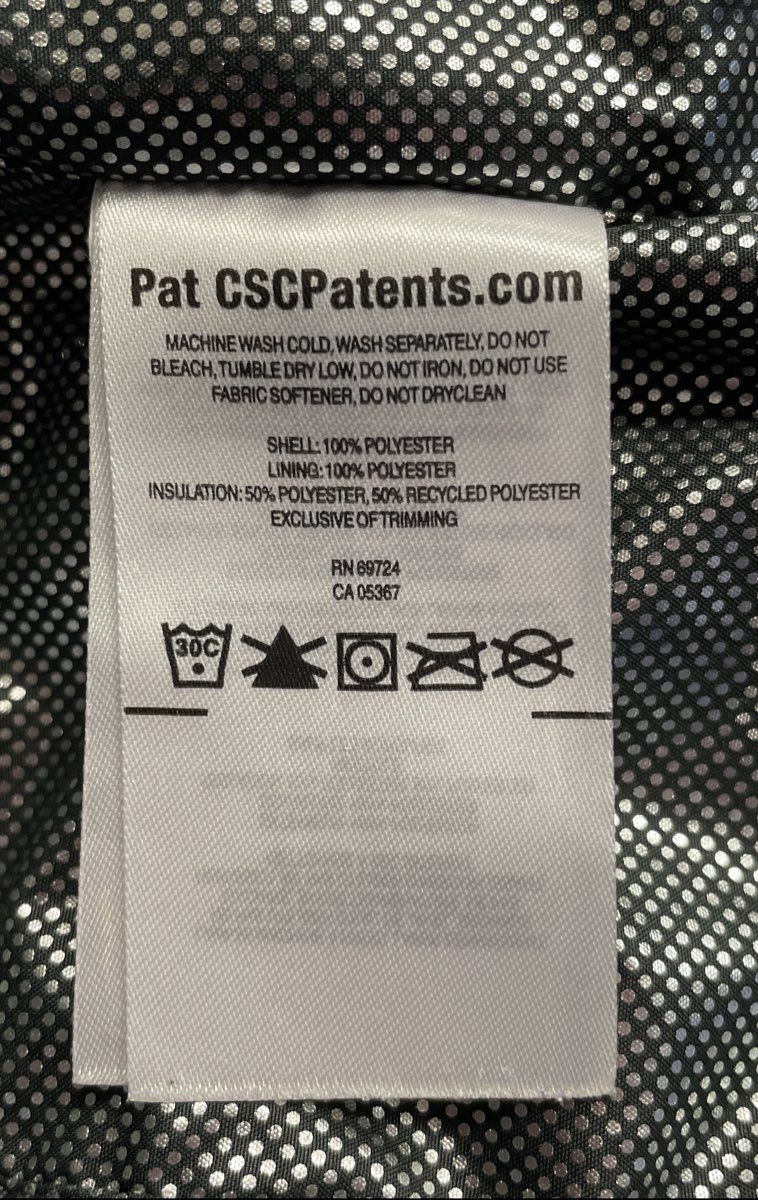 Pat CSCPatents.com
MACHINE WASH COLD, WASH SEPARATELY, DO NOT
BLEACH, TUMBLE DRY LOW, DO NOT IRON, DO NOT USE
FABRIC SOFTENER, DO NOT DRYCLEAN
SHELL: 100% POLYESTER
LINING: 100% POLYESTER
INSULATION: 50% POLYESTER, 50% RECYCLED POLYESTER
EXCLUSIVE OF TRIMMING
RN 69724
CA 05367
30C